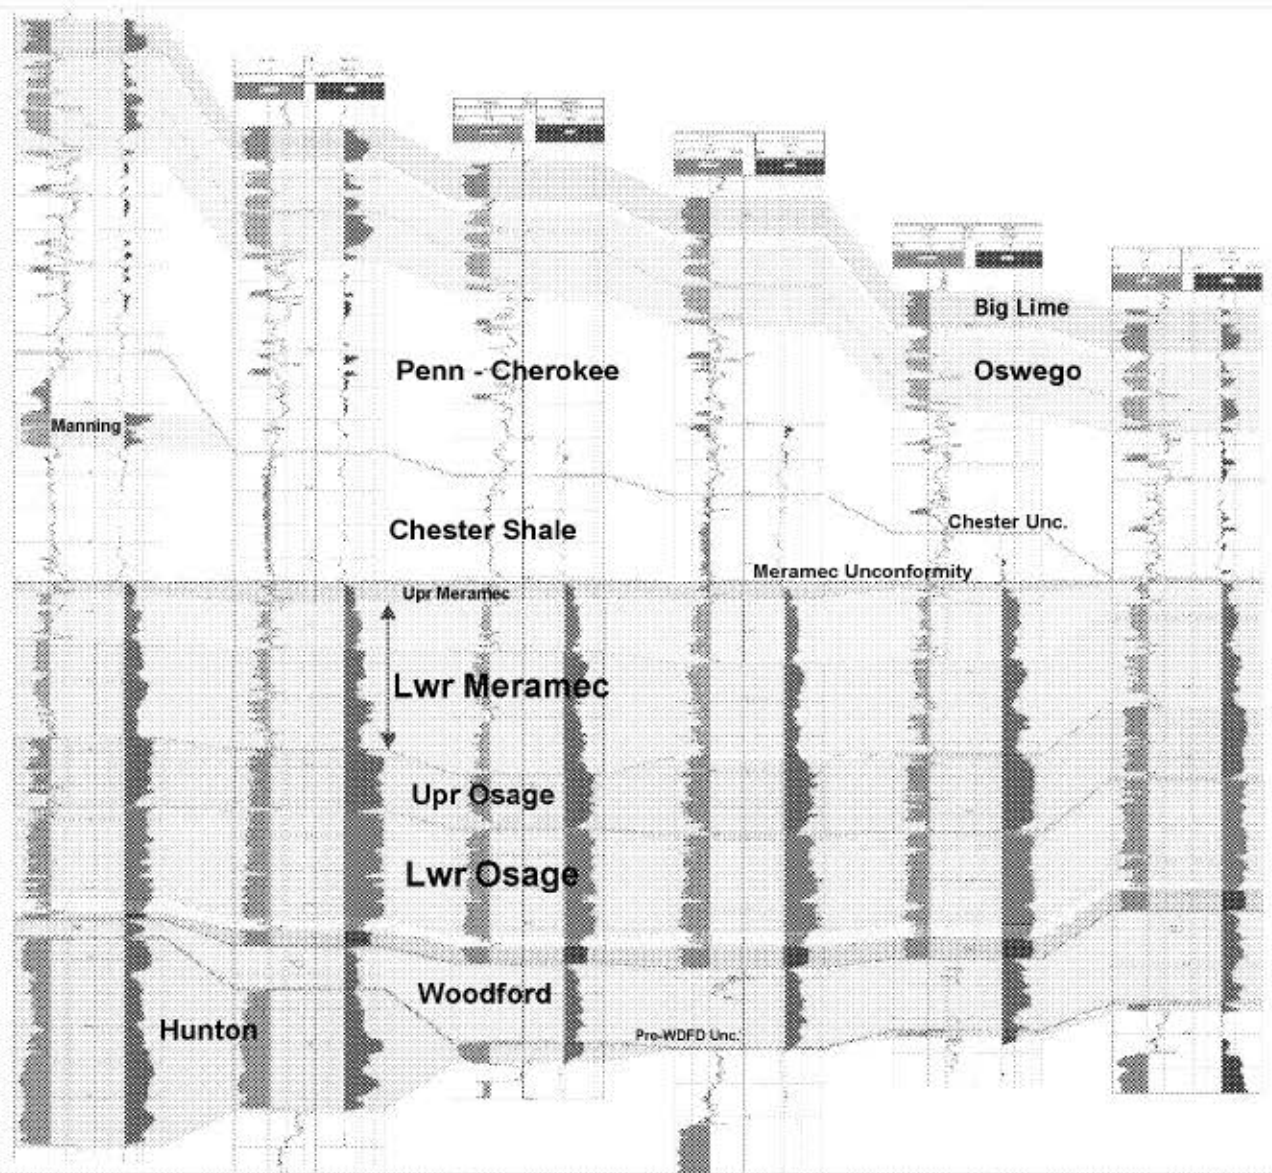 Big Lime
Oswego
Penn - Cherokee
Manning
Chester Shale
Chester Unc.
Meramec Unconformity
Upr Meramec
Lwr Meramec
Upr Osage
Lwr Osage
Woodford
Hunton
Pre-WDFD Unc.